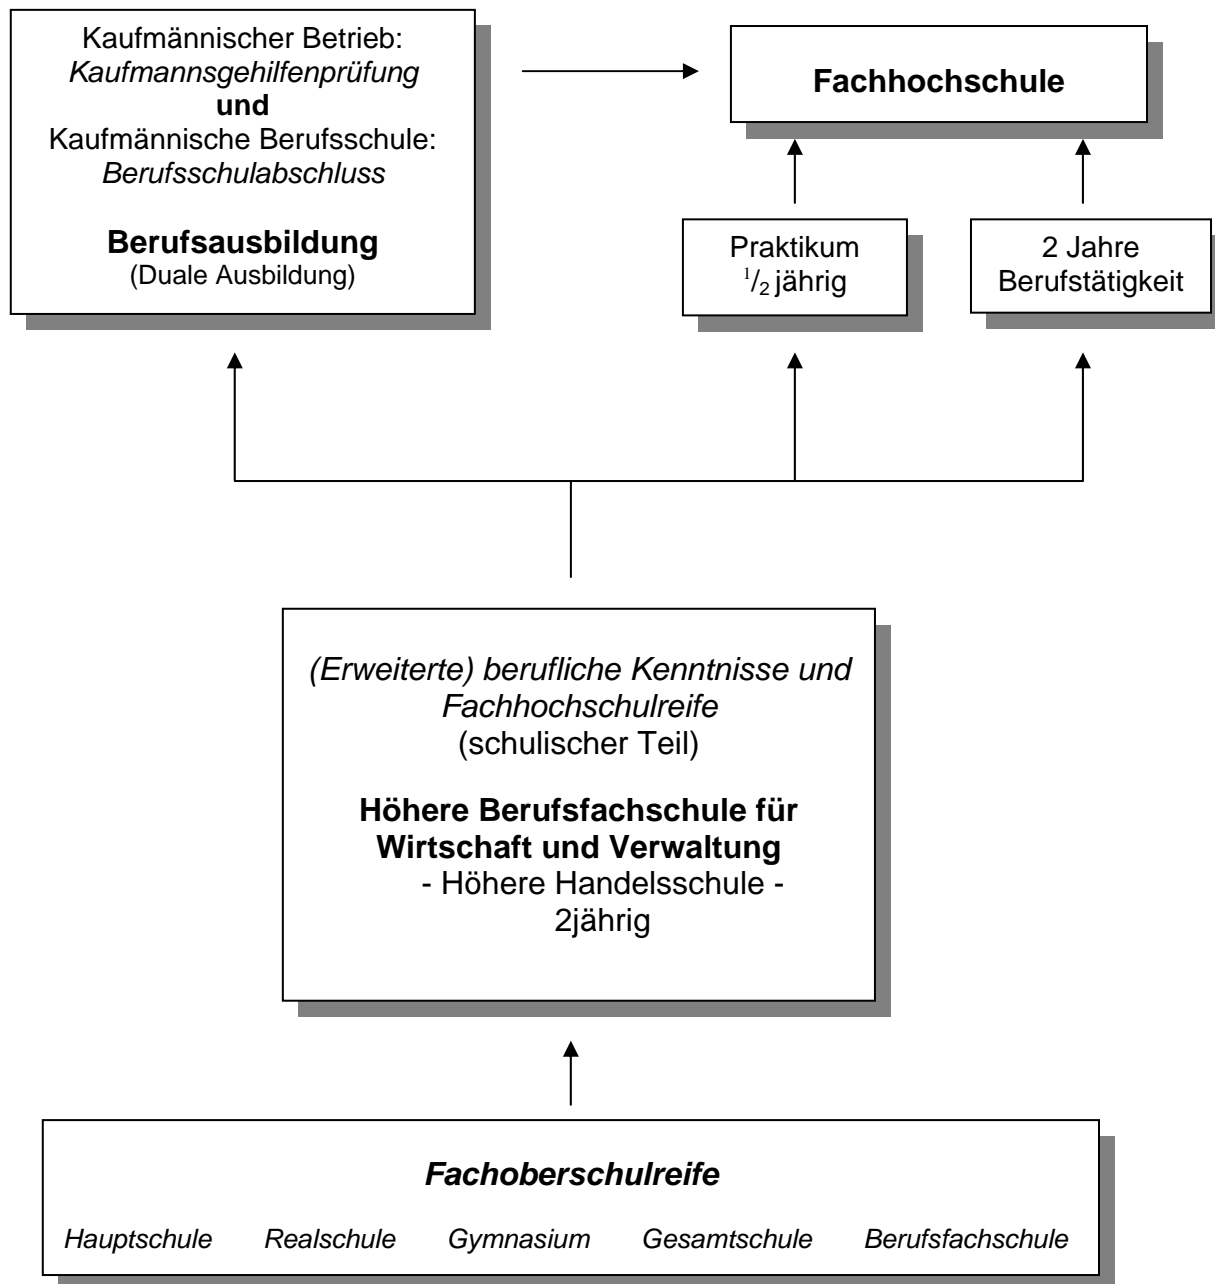 Kaufmännischer Betrieb:
Kaufmannsgehilfenprüfung
und
Kaufmännische Berufsschule:
Berufsschulabschluss
Berufsausbildung
(Duale Ausbildung)
Fachhochschule
Praktikum
1/2 jährig
2 Jahre
Berufstätigkeit
(Erweiterte) berufliche Kenntnisse und
Fachhochschulreife
(schulischer Teil)
Höhere Berufsfachschule für
Wirtschaft und Verwaltung
- Höhere Handelsschule -
2jährig
Fachoberschulreife
Hauptschule Realschule Gymnasium Gesamtschule Berufsfachschule